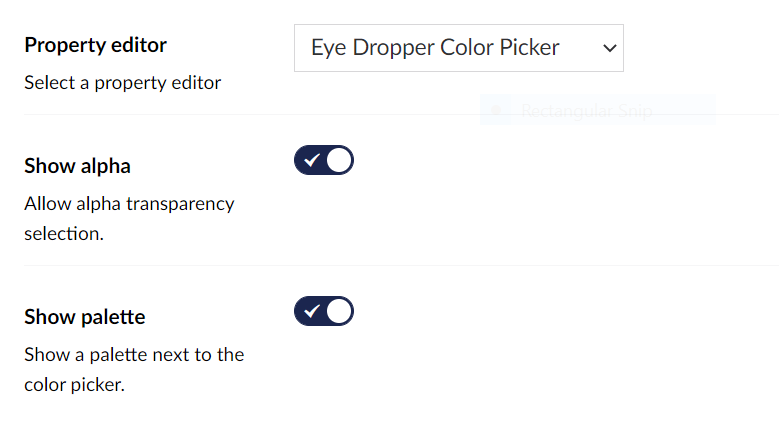 Property editor
Eye Dropper Color Picker
Select a property editor
Rectangular Snip
Show alpha
Allow alpha transparency
selection.
Show palette
Show a palette next to the
color picker.